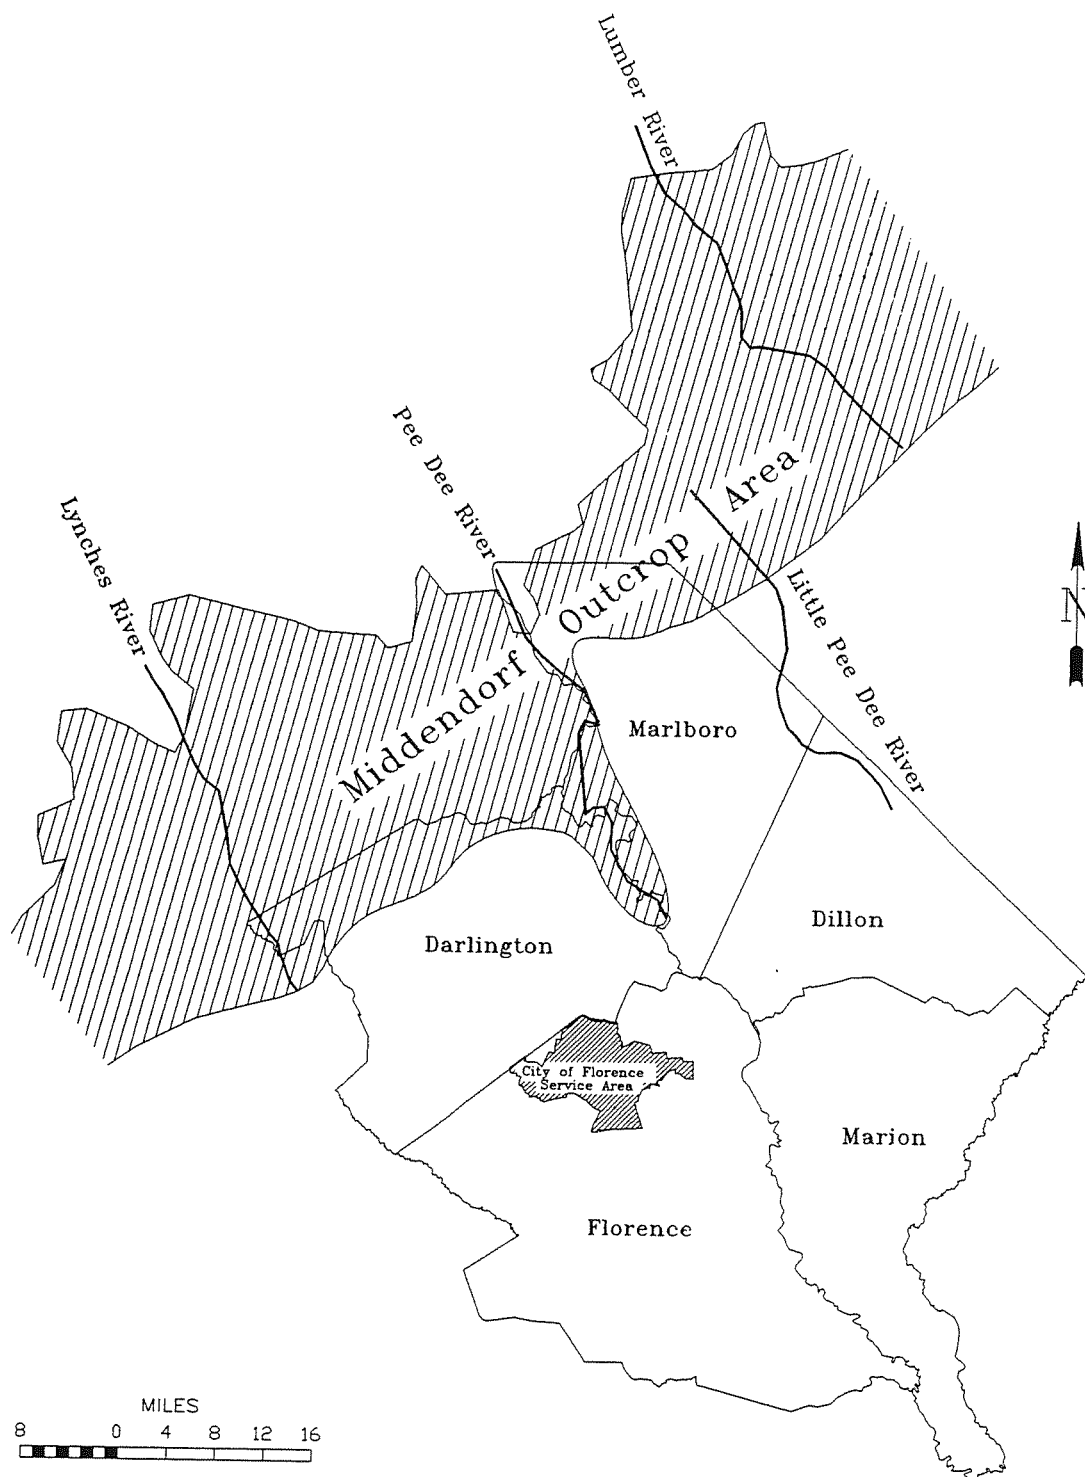 Lumber River
Pee Dee River
Lynches River
Middendorf Outcrop Area
Little Pee Dee River
N
Marlboro
Dillon
Darlington
City of Florence
Service Area
Marion
Florence
MILES
8 0 4 8 12 16